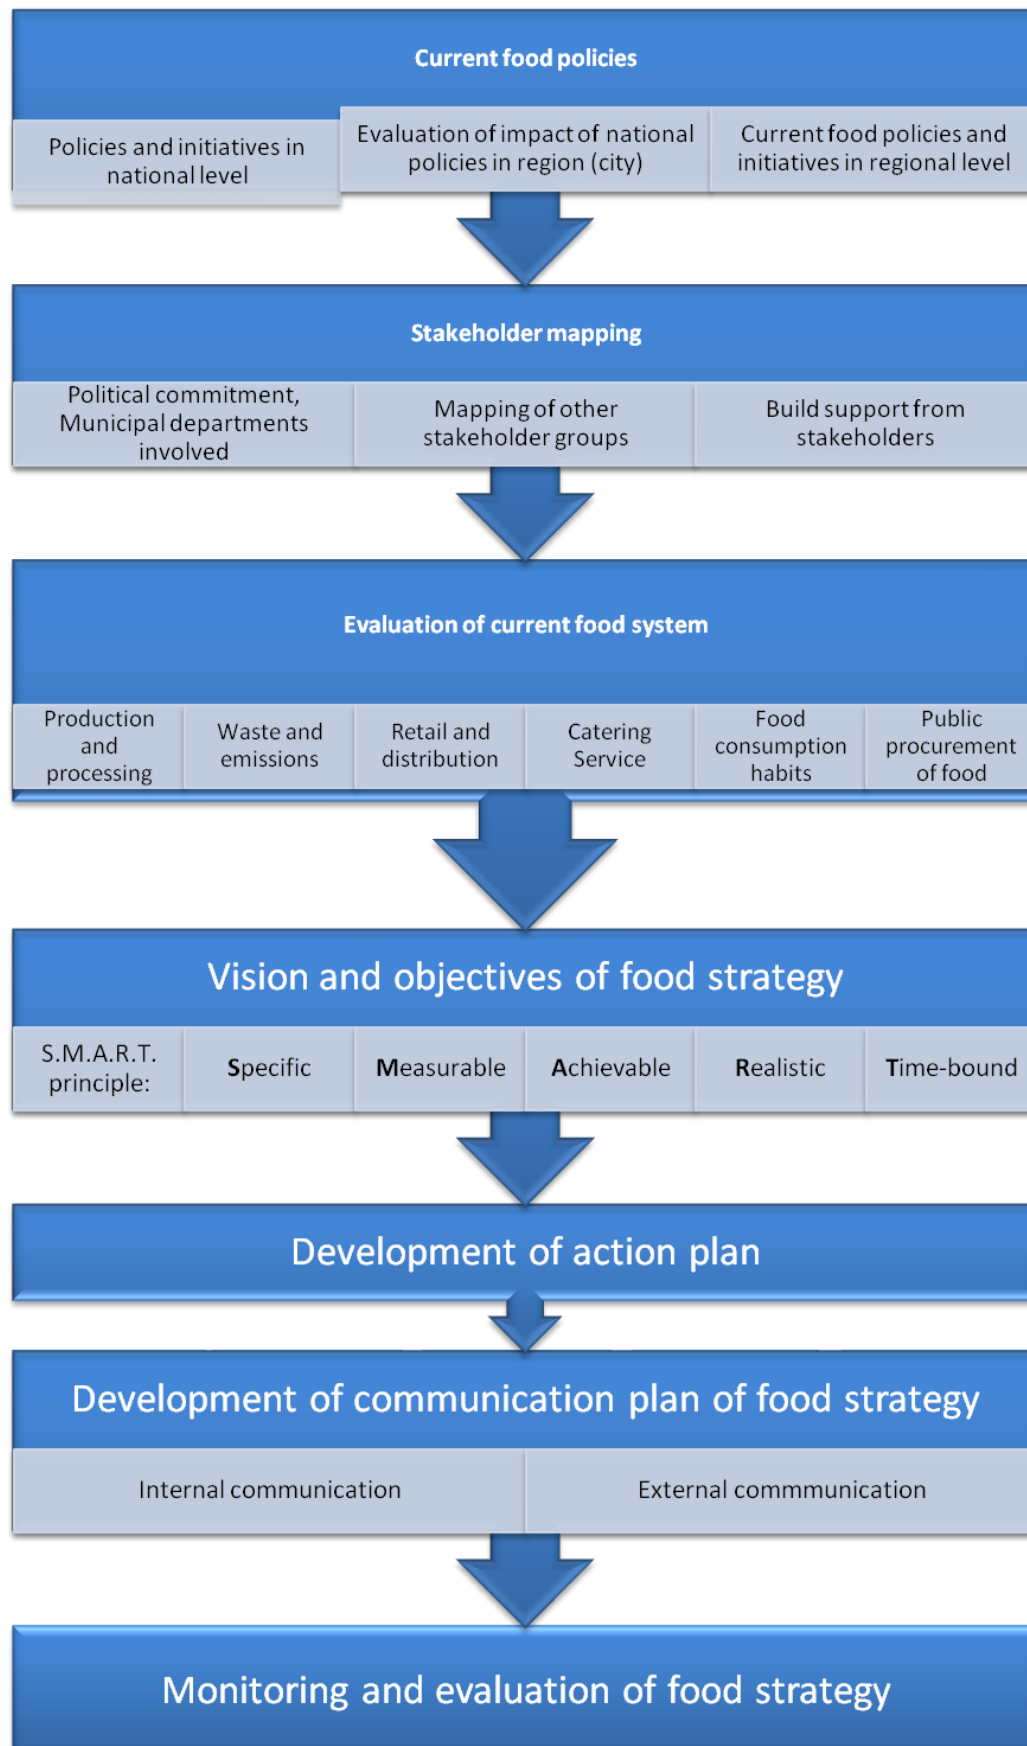 Current food policies
Policies and initiatives in
national level
Evaluation of impact of national
policies in region (city)
Current food policies and
initiatives in regional level
Stakeholder mapping
Political commitment,
Municipal departments
involved
Mapping of other
stakeholder groups
Build support from
stakeholders
Evaluation of current food system
Production
and
processing
Waste and
emissions
Retail and
distribution
Catering
Service
Food
consumption
habits
Public
procurement
of food
Vision and objectives of food strategy
S.M.A.R.T.
principle:
Specific
Measurable
Achievable
Realistic
Time-bound
Development of action plan
Development of communication plan of food strategy
Internal communication
External commmunication
Monitoring and evaluation of food strategy